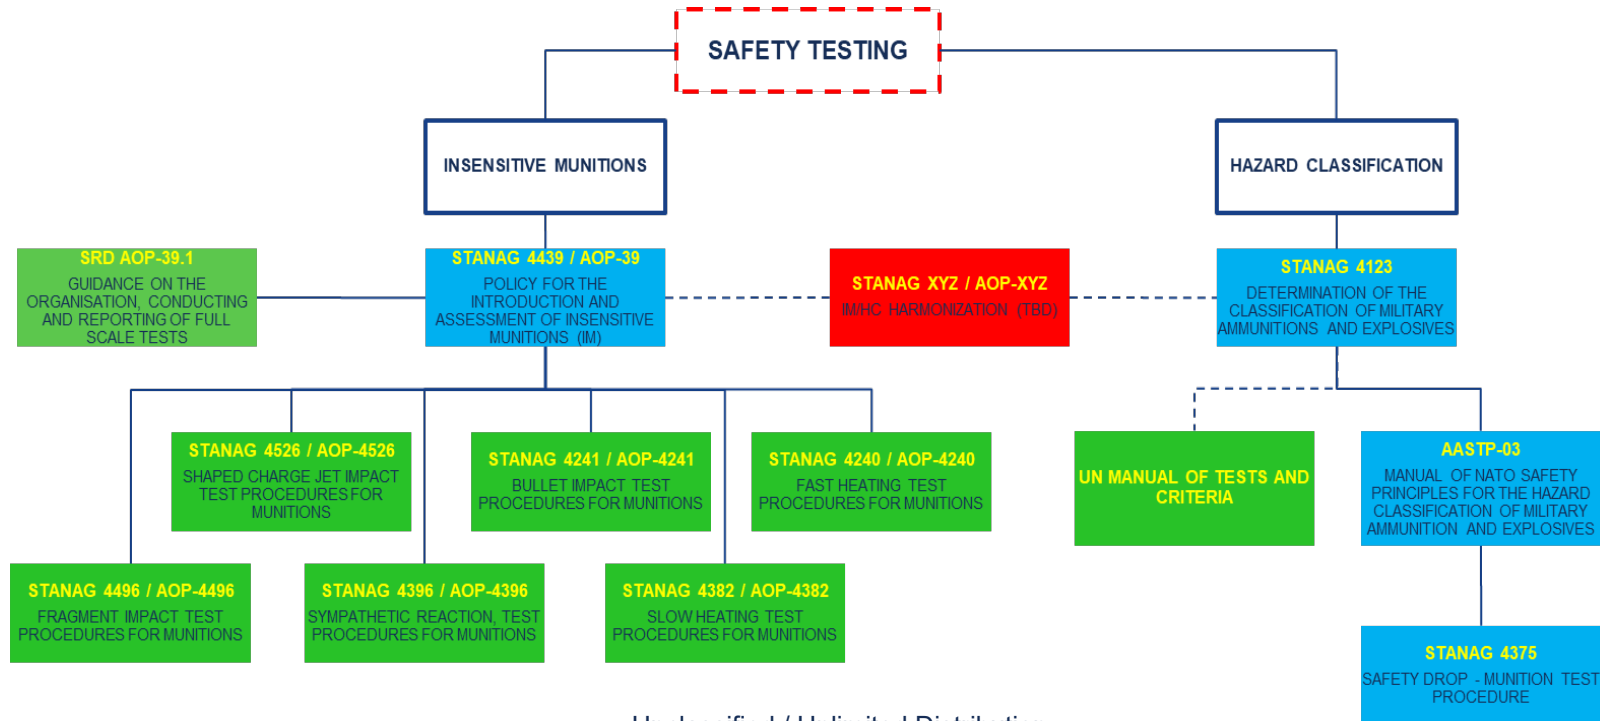 SAFETY TESTING
INSENSITIVE MUNITIONS
HAZARD CLASSIFICATION
SRD AOP-39.1
GUIDANCE ON THE
ORGANISATION, CONDUCTING
AND REPORTING OF FULL
SCALE TESTS
STANAG 4439 / AOP-39
POLICY FOR THE
INTRODUCTION AND
ASSESSMENT OF INSENSITIVE
MUNITIONS (IM)
STANAG XYZ / AOP-XYZ
IM/HC HARMONIZATION (TBD)
STANAG 4123
DETERMINATION OF THE
CLASSIFICATION OF MILITARY
AMMUNITIONS AND EXPLOSIVES
STANAG 4526 / AOP-4526
SHAPED CHARGE JET IMPACT
TEST PROCEDURES FOR
MUNITIONS
STANAG 4241 / AOP-4241
BULLET IMPACT TEST
PROCEDURES FOR MUNITIONS
STANAG 4240 / AOP-4240
FAST HEATING TEST
PROCEDURES FOR MUNITIONS
UN MANUAL OF TESTS AND
CRITERIA
AASTP-03
MANUAL OF NATO SAFETY
PRINCIPLES FOR THE HAZARD
CLASSIFICATION OF MILITARY
AMMUNITION AND EXPLOSIVES
STANAG 4496 / AOP-4496
FRAGMENT IMPACT TEST
PROCEDURES FOR MUNITIONS
STANAG 4396 / AOP-4396
SYMPATHETIC REACTION, TEST
PROCEDURES FOR MUNITIONS
STANAG 4382 / AOP-4382
SLOW HEATING TEST
PROCEDURES FOR MUNITIONS
STANAG 4375
SAFETY DROP - MUNITION TEST
PROCEDURE
Unclassified / Unlimited Distribution